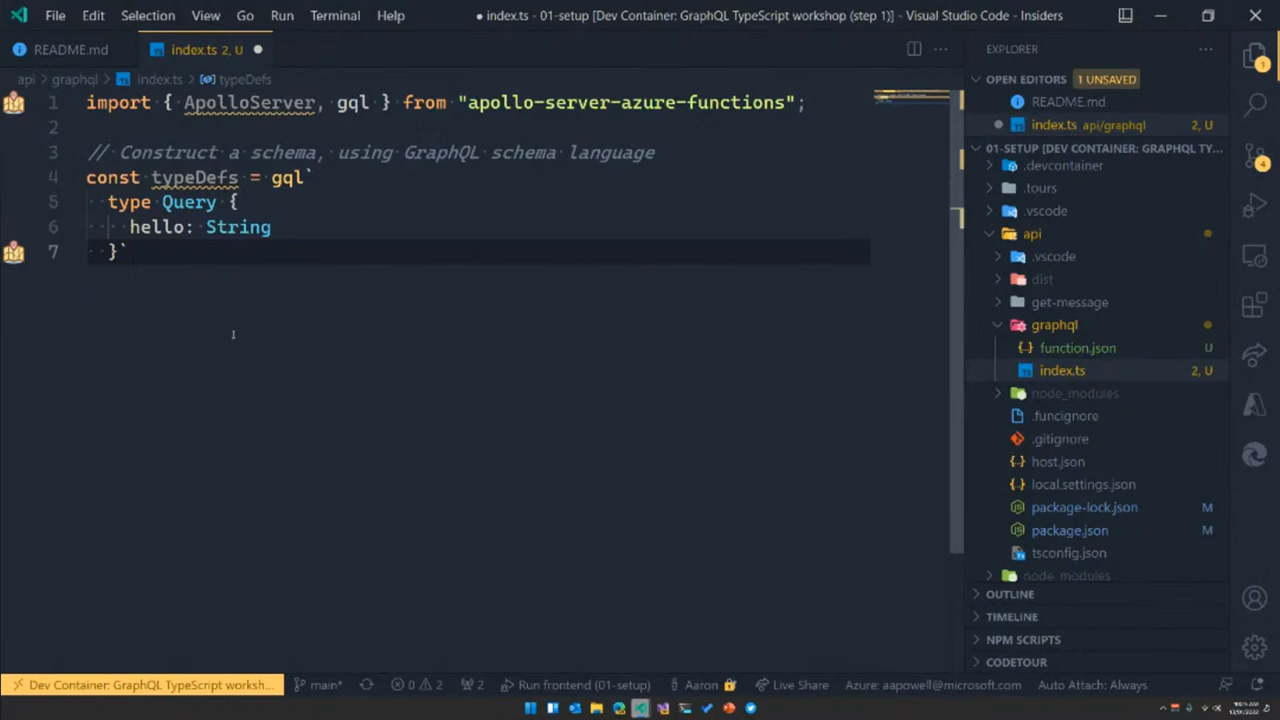 File Edit Selection View Go Run Terminal Help
● index.ts - 01-setup [Dev Container: GraphQL TypeScript workshop (step 1)] - Visual Studio Code - Insiders
README.md
index.ts 2, U ●
api > graphql > index.ts > typeDefs
1 import { ApolloServer, gql } from "apollo-server-azure-functions";
2
3 // Construct a schema, using GraphQL schema language
4 const typeDefs = gql`
5 type Query {
6 hello: String
7 }`
EXPLORER
OPEN EDITORS 1 UNSAVED
README.md
index.ts api/graphql 2, U
01-SETUP [DEV CONTAINER: GRAPHQL TY...
.devcontainer
.tours
.vscode
api
.vscode
dist
get-message
graphql
function.json U
index.ts 2, U
node_modules
.funcignore
.gitignore
host.json
local.settings.json
package-lock.json M
package.json M
tsconfig.json
node_modules
OUTLINE
TIMELINE
NPM SCRIPTS
CODETOUR
1
4
Dev Container: GraphQL TypeScript worksh... main* 0 2 2 Run frontend (01-setup) Aaron Live Share Azure: aapowell@microsoft.com Auto Attach: Always